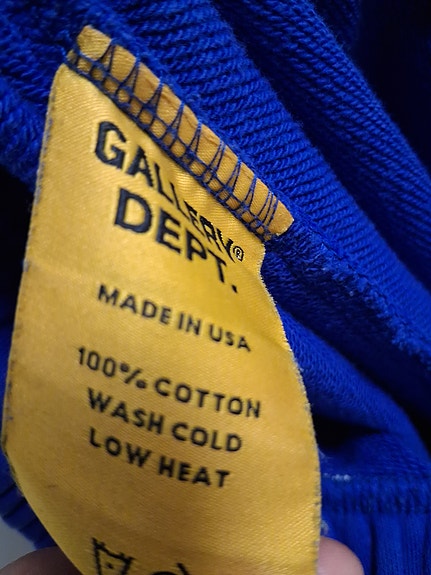 GALLERY®
DEPT.
MADE IN USA
100% COTTON
WASH COLD
LOW HEAT